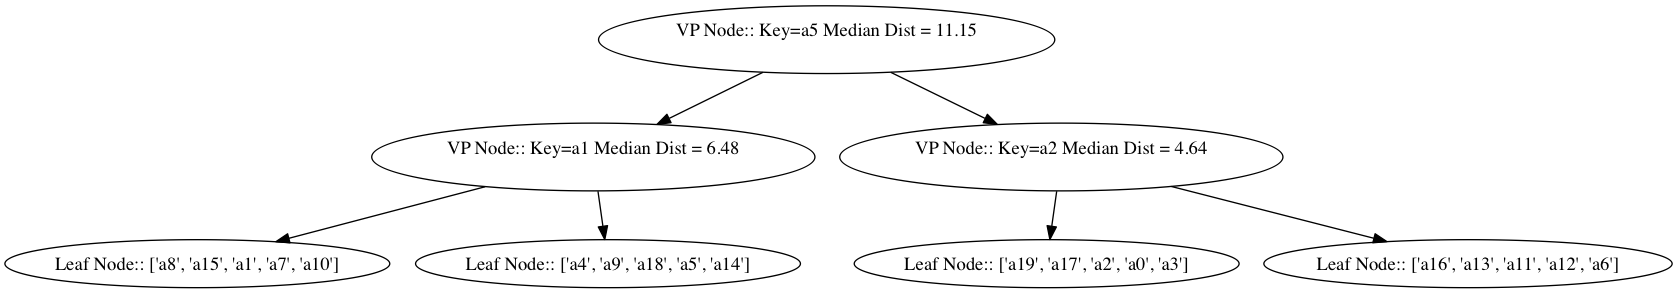 VP Node:: Key=a5 Median Dist = 11.15
VP Node:: Key=a1 Median Dist = 6.48
VP Node:: Key=a2 Median Dist = 4.64
Leaf Node:: ['a8', 'a15', 'a1', 'a7', 'a10']
Leaf Node:: ['a4', 'a9', 'a18', 'a5', 'a14']
Leaf Node:: ['a19', 'a17', 'a2', 'a0', 'a3']
Leaf Node:: ['a16', 'a13', 'a11', 'a12', 'a6']